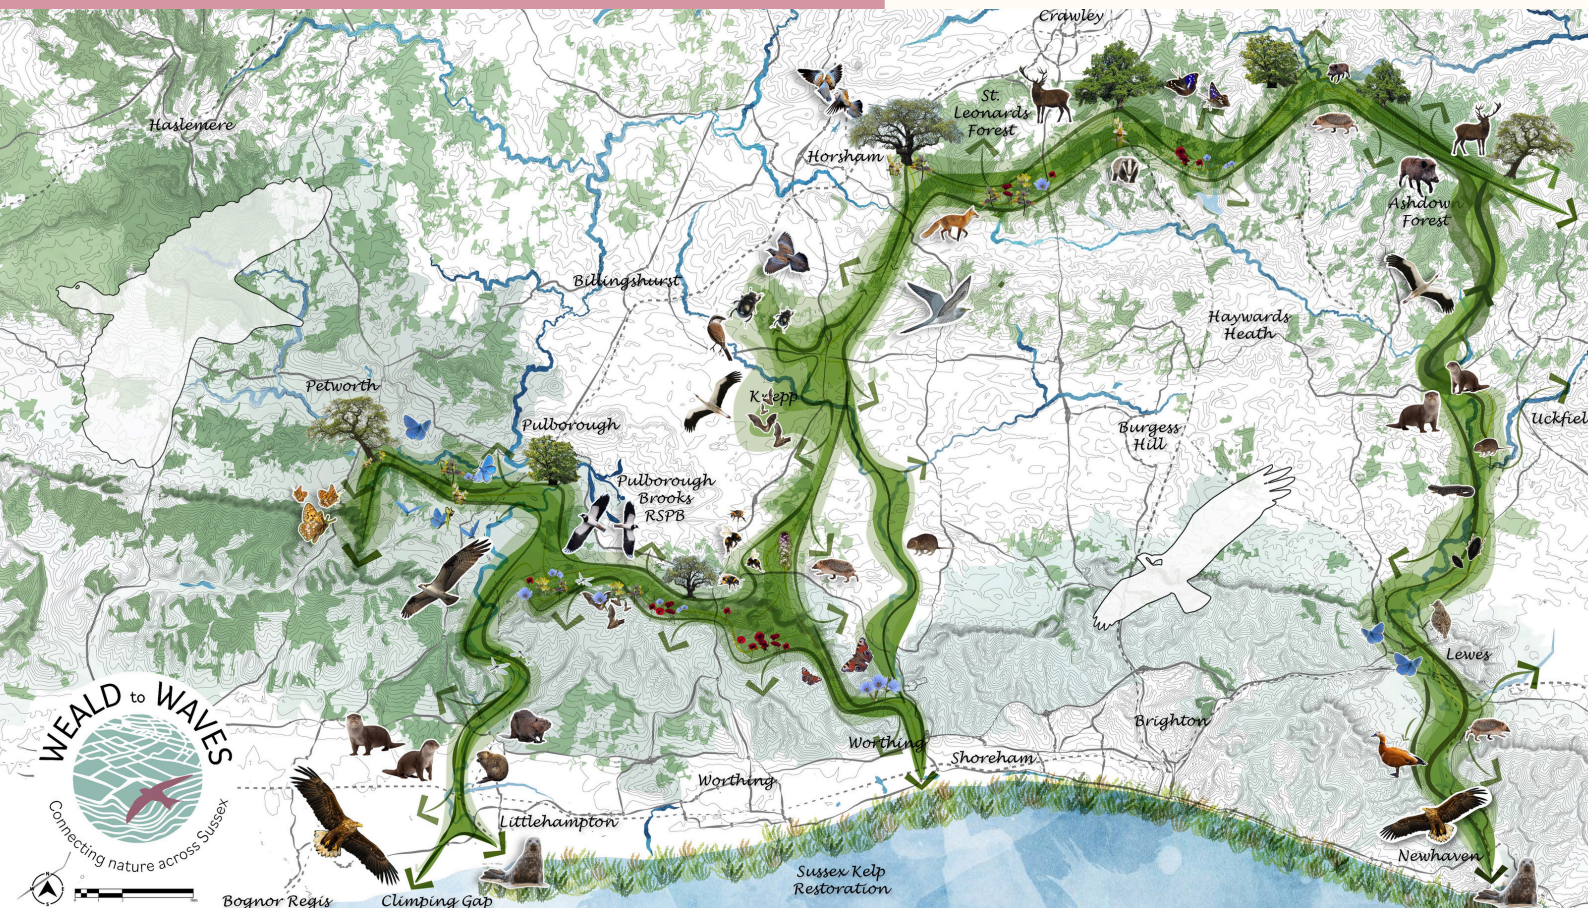 Crawley
Haslemere
St.
Leonards
Forest
Horsham
Ashdown
Forest
Billingshurst
Haywards
Heath
Petworth
Knepp
Pulborough
Burgess
Hill
Uckfiel
Pulborough
Brooks
RSPB
Lewes
WEALD to WAVES
Connecting nature across Sussex
Brighton
Worthing
Shoreham
Worthing
Littlehampton
Newhaven
Sussex Kelp
Restoration
Bognor Regis
Climping Gap